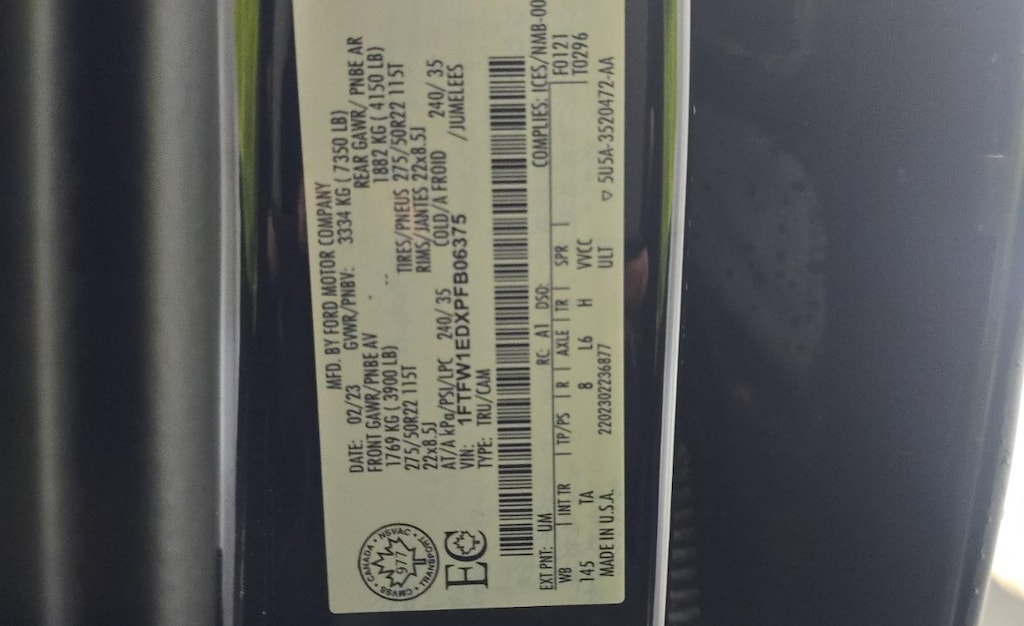 MFD. BY FORD MOTOR COMPANY
DATE: 02/23 GVWR/PNBV: 3334 KG ( 7350 LB)
FRONT GAWR/PNBE AV REAR GAWR/ PNBE AR
1769 KG ( 3900 LB) 1882 KG ( 4150 LB)
275/50R22 115T TIRES/PNEUS 275/50R22 115T
22x8.5J RIMS/JANTES 22x8.5J
AT/A kPa/PSI/LPC 240/ 35 COLD/A FROID 240/ 35
VIN: 1FTFW1EDXPFB06375 /JUMELEES
TYPE: TRU/CAM
CANADA NSVAC TRANSPORT CMVSS
977
EC
COMPLIES: ICES/NMB-00
EXT PNT: UM RC: A1 DSO: F0121
WB INT TR TP/PS R AXLE TR SPR T0296
145 TA 8 L6 H VVCC
MADE IN U.S.A. 2202302236877 ULT ▽ 5U5A-3520472-AA